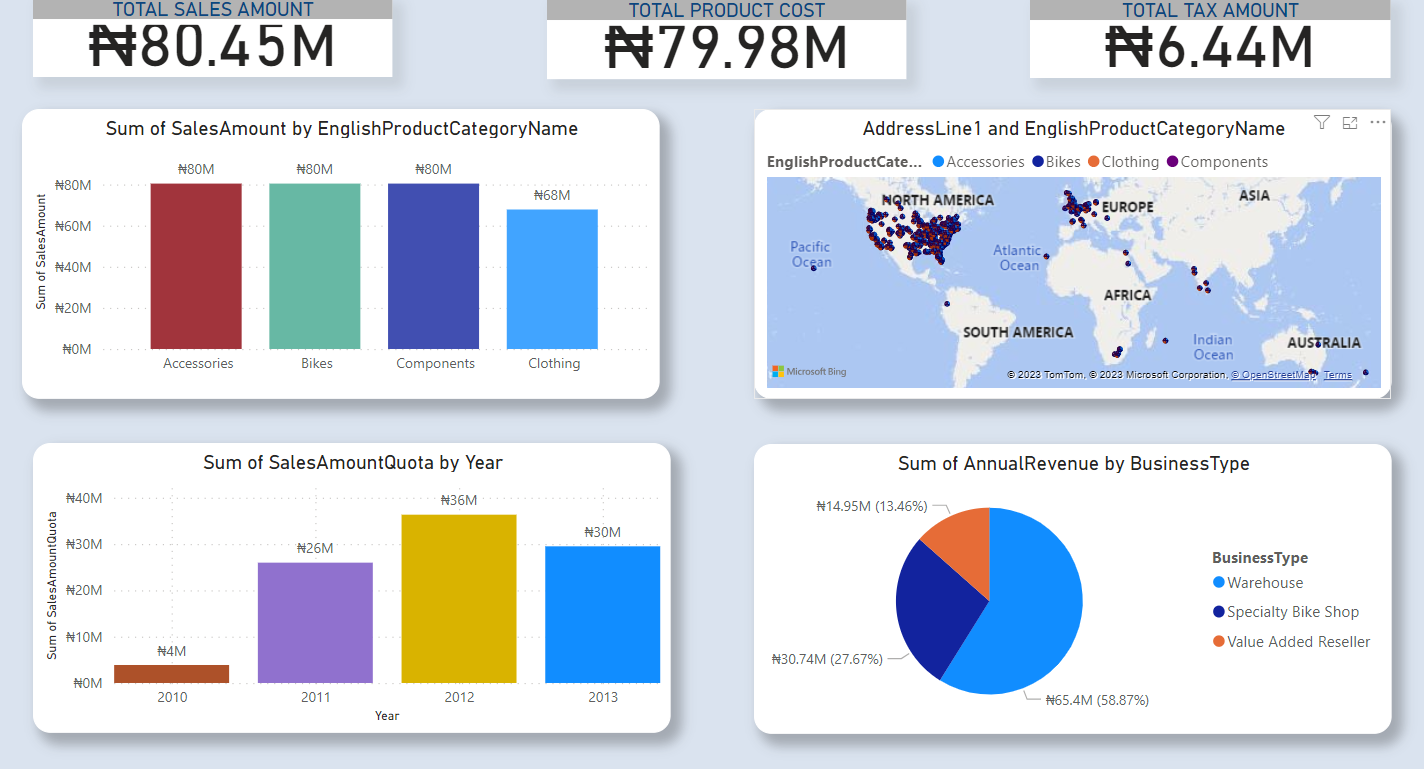 TOTAL SALES AMOUNT
₦80.45M
TOTAL PRODUCT COST
₦79.98M
TOTAL TAX AMOUNT
₦6.44M
Sum of SalesAmount by EnglishProductCategoryName
Sum of SalesAmount
₦80M
₦60M
₦40M
₦20M
₦0M
₦80M
₦80M
₦80M
₦68M
Accessories
Bikes
Components
Clothing
AddressLine1 and EnglishProductCategoryName
EnglishProductCate... Accessories Bikes Clothing Components
NORTH AMERICA
EUROPE
ASIA
Pacific
Ocean
Atlantic
Ocean
AFRICA
SOUTH AMERICA
Indian
Ocean
AUSTRALIA
Microsoft Bing
© 2023 TomTom, © 2023 Microsoft Corporation, © OpenStreetMap Terms
Sum of SalesAmountQuota by Year
Sum of SalesAmountQuota
₦40M
₦30M
₦20M
₦10M
₦0M
₦4M
₦26M
₦36M
₦30M
2010
2011
2012
2013
Year
Sum of AnnualRevenue by BusinessType
₦14.95M (13.46%)
₦30.74M (27.67%)
₦65.4M (58.87%)
BusinessType
Warehouse
Specialty Bike Shop
Value Added Reseller